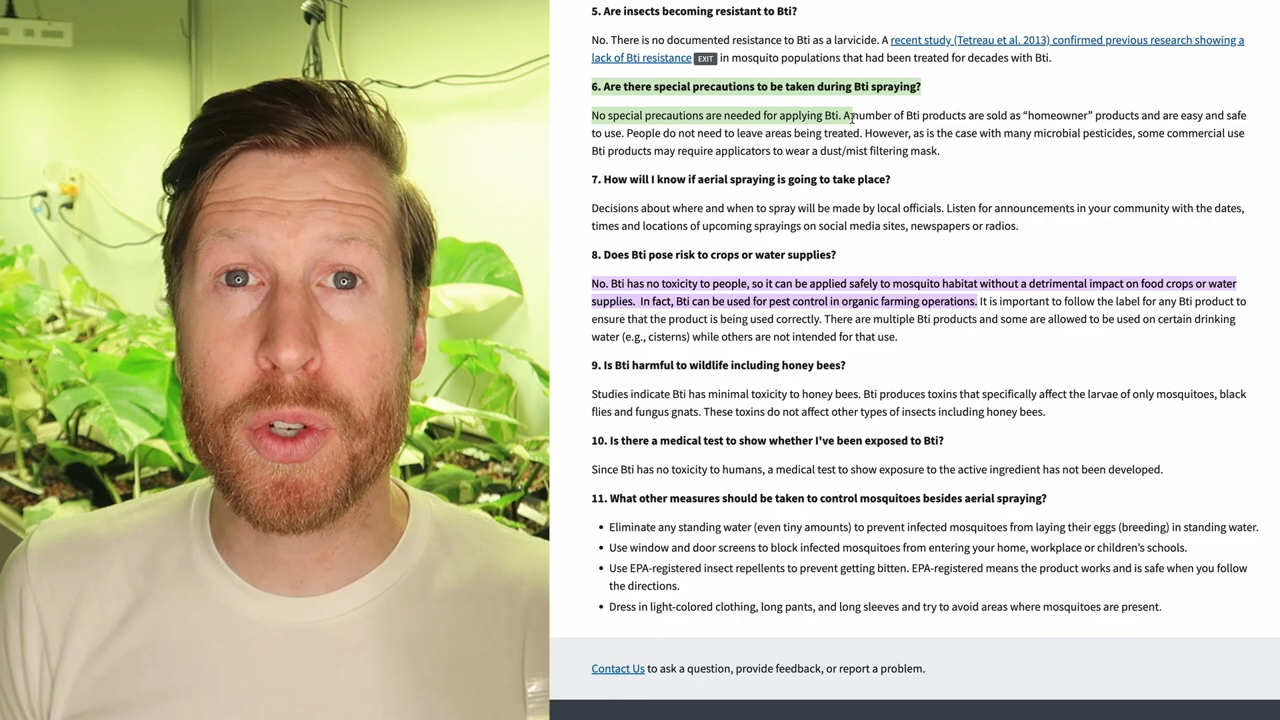 5. Are insects becoming resistant to Bti?
No. There is no documented resistance to Bti as a larvicide. A recent study (Tetreau et al. 2013) confirmed previous research showing a
lack of Bti resistance EXIT in mosquito populations that had been treated for decades with Bti.
6. Are there special precautions to be taken during Bti spraying?
No special precautions are needed for applying Bti. A number of Bti products are sold as “homeowner” products and are easy and safe
to use. People do not need to leave areas being treated. However, as is the case with many microbial pesticides, some commercial use
Bti products may require applicators to wear a dust/mist filtering mask.
7. How will I know if aerial spraying is going to take place?
Decisions about where and when to spray will be made by local officials. Listen for announcements in your community with the dates,
times and locations of upcoming sprayings on social media sites, newspapers or radios.
8. Does Bti pose risk to crops or water supplies?
No. Bti has no toxicity to people, so it can be applied safely to mosquito habitat without a detrimental impact on food crops or water
supplies. In fact, Bti can be used for pest control in organic farming operations. It is important to follow the label for any Bti product to
ensure that the product is being used correctly. There are multiple Bti products and some are allowed to be used on certain drinking
water (e.g., cisterns) while others are not intended for that use.
9. Is Bti harmful to wildlife including honey bees?
Studies indicate Bti has minimal toxicity to honey bees. Bti produces toxins that specifically affect the larvae of only mosquitoes, black
flies and fungus gnats. These toxins do not affect other types of insects including honey bees.
10. Is there a medical test to show whether I've been exposed to Bti?
Since Bti has no toxicity to humans, a medical test to show exposure to the active ingredient has not been developed.
11. What other measures should be taken to control mosquitoes besides aerial spraying?
• Eliminate any standing water (even tiny amounts) to prevent infected mosquitoes from laying their eggs (breeding) in standing water.
• Use window and door screens to block infected mosquitoes from entering your home, workplace or children’s schools.
• Use EPA-registered insect repellents to prevent getting bitten. EPA-registered means the product works and is safe when you follow
the directions.
• Dress in light-colored clothing, long pants, and long sleeves and try to avoid areas where mosquitoes are present.
Contact Us to ask a question, provide feedback, or report a problem.